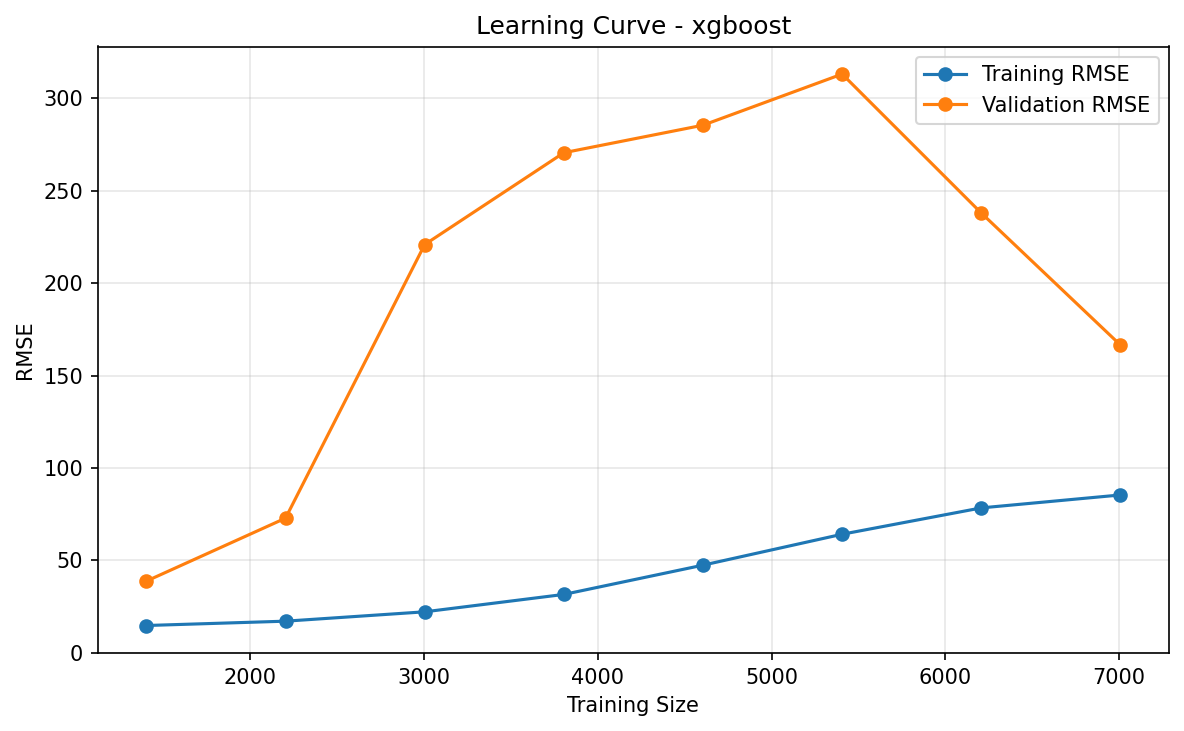 Learning Curve - xgboost
Training RMSE
Validation RMSE
RMSE
300
250
200
150
100
50
0
2000
3000
4000
5000
6000
7000
Training Size